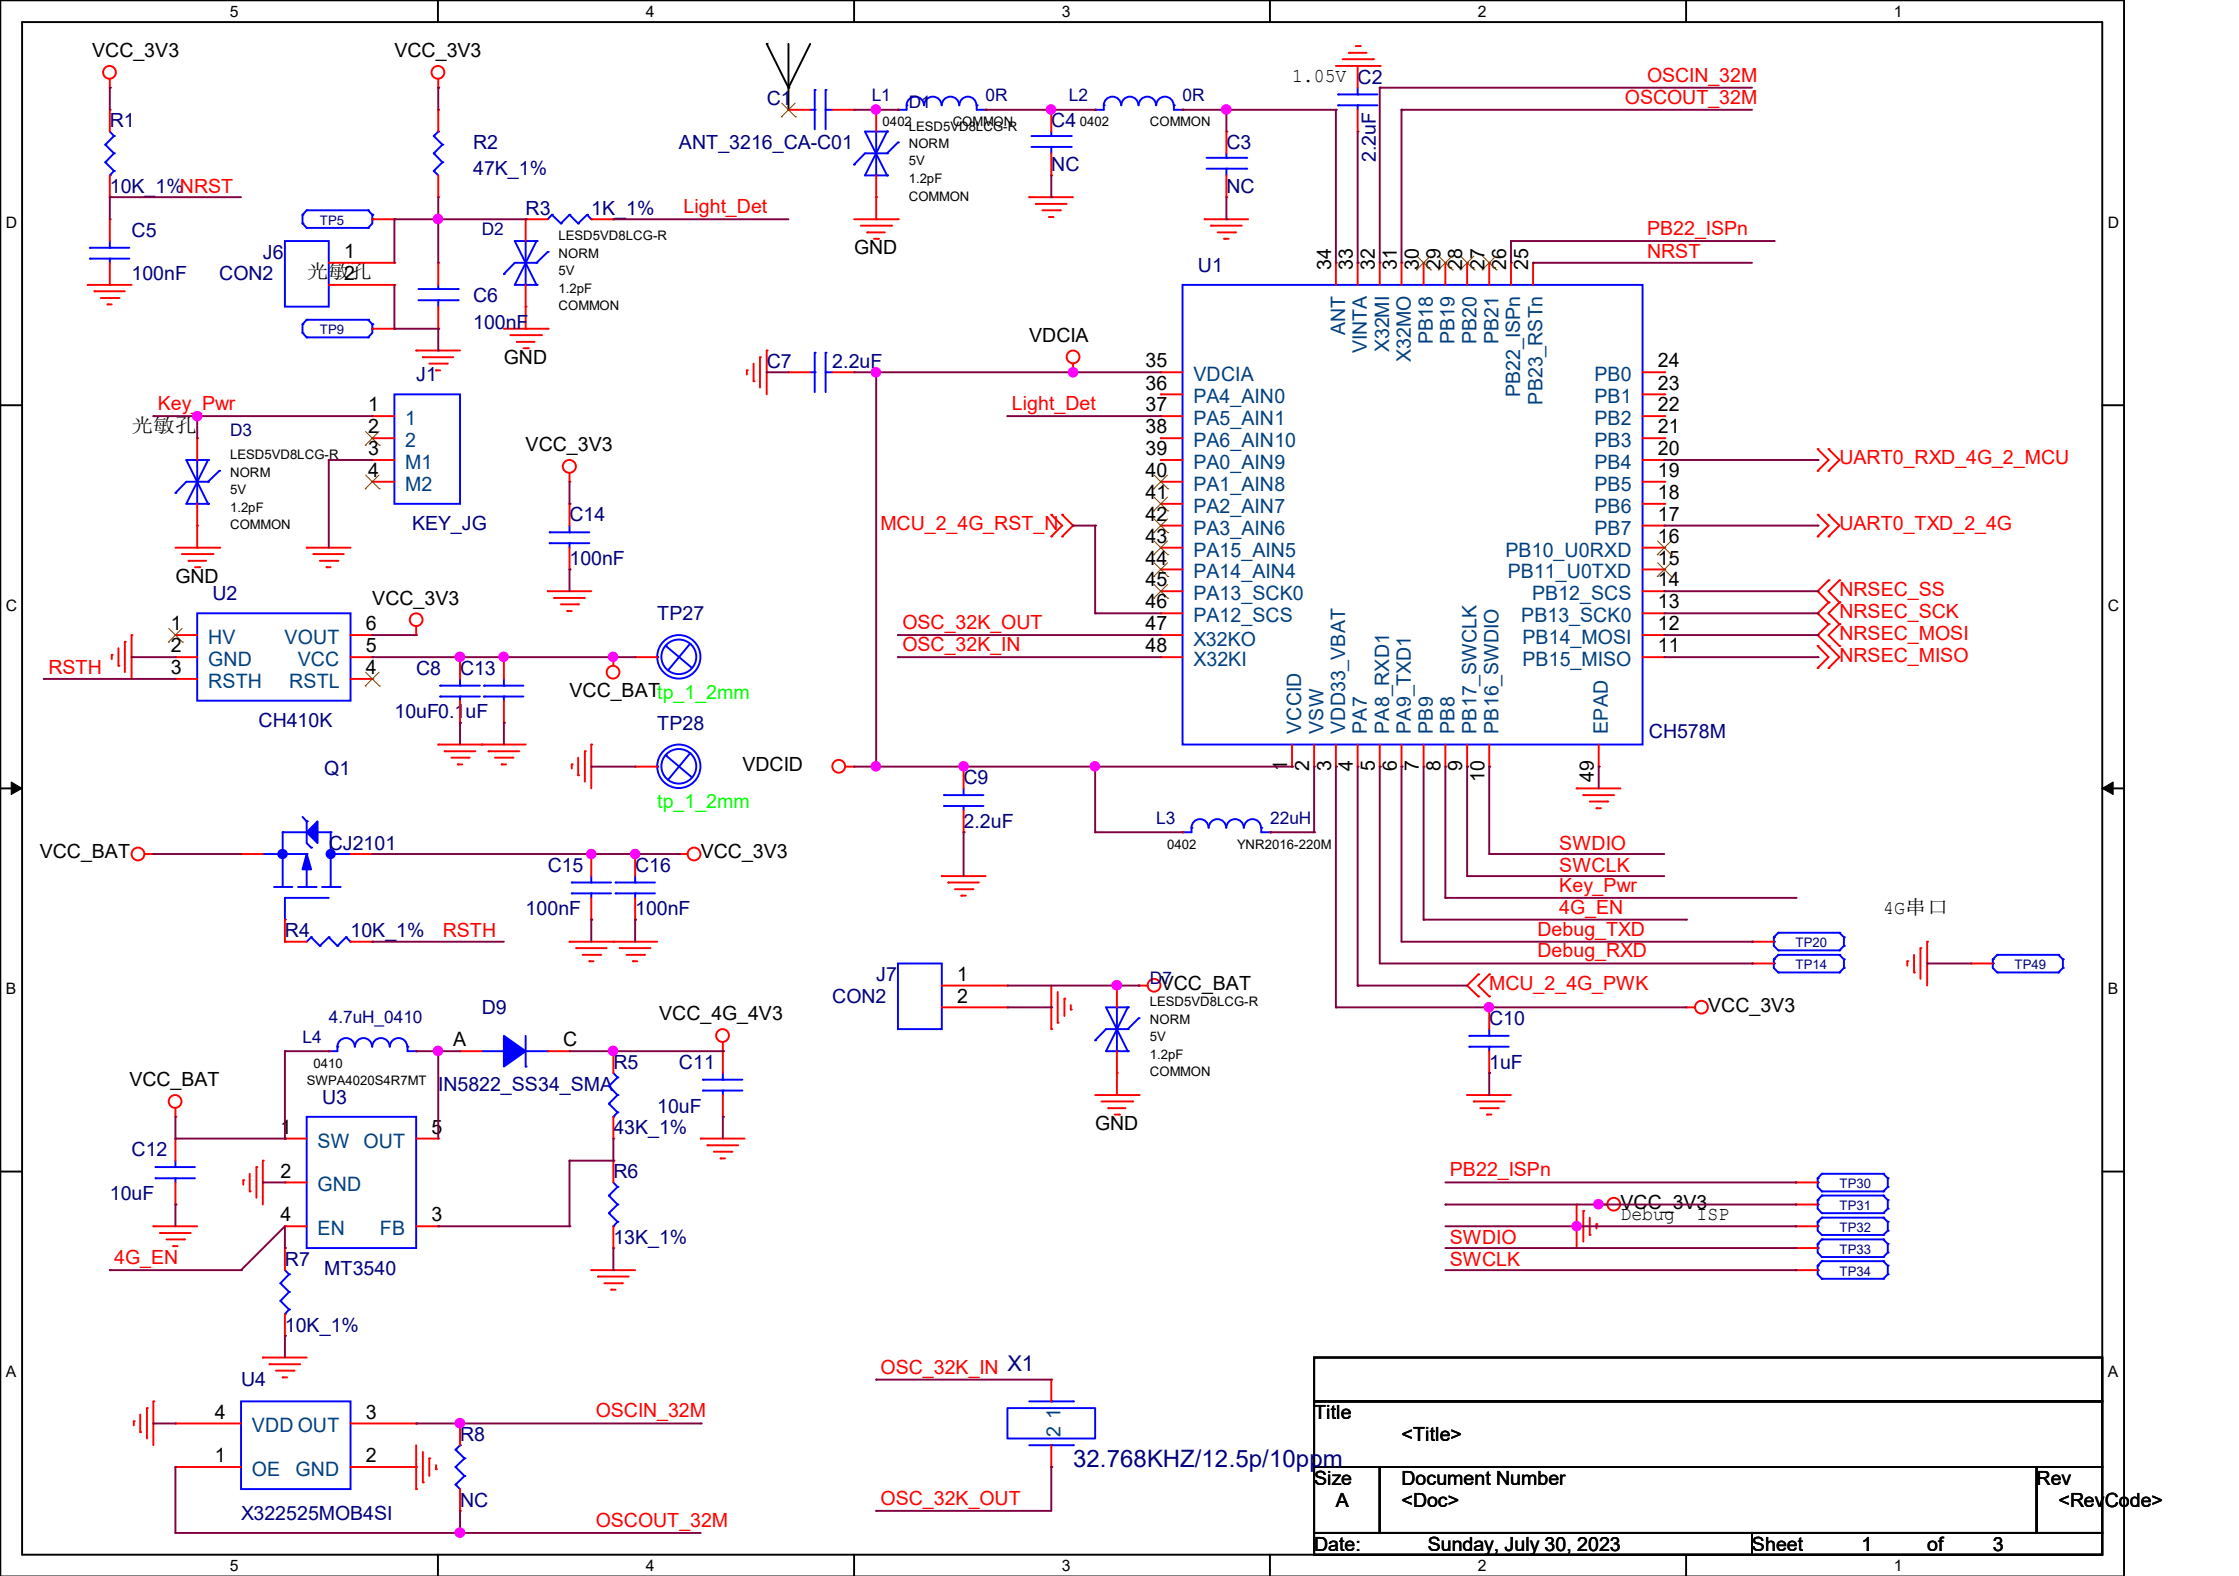 5 4 3 2 1
D
C
B
A
D
C
B
A
VCC_3V3
R1
10K_1%
NRST
C5
100nF
VCC_3V3
R2
47K_1%
TP5
R3
1K_1%
Light_Det
J6
CON2
1
2
光敏孔
TP9
C6
100nF
D2
LESD5VD8LCG-R
NORM
5V
1.2pF
COMMON
GND
C1
ANT_3216_CA-C01
L1
0402
0R
COMMON
D1
LESD5VD8LCG-R
NORM
5V
1.2pF
COMMON
GND
C4
NC
L2
0402
0R
COMMON
C3
NC
1.05V
C2
2.2uF
OSCIN_32M
OSCOUT_32M
PB22_ISPn
NRST
Key_Pwr
光敏孔
D3
LESD5VD8LCG-R
NORM
5V
1.2pF
COMMON
GND
J1
1 1
2 2
3 M1
4 M2
KEY_JG
VCC_3V3
C14
100nF
U2
1 HV
2 GND
3 RSTH
VOUT 6
VCC 5
RSTL 4
CH410K
RSTH
VCC_3V3
C8
10uF
C13
0.1uF
VCC_BAT
TP27
tp_1_2mm
TP28
tp_1_2mm
Q1
CJ2101
VCC_BAT
VCC_3V3
R4
10K_1%
RSTH
C15
100nF
C16
100nF
C7
2.2uF
VDCIA
Light_Det
MCU_2_4G_RST_N
OSC_32K_OUT
OSC_32K_IN
U1
CH578M
34 ANT
33 VINTA
32 X32MI
31 X32MO
30 PB18
29 PB19
28 PB20
27 PB21
26 PB22_ISPn
25 PB23_RSTn
35 VDCIA
36 PA4_AIN0
37 PA5_AIN1
38 PA6_AIN10
39 PA0_AIN9
40 PA1_AIN8
41 PA2_AIN7
42 PA3_AIN6
43 PA15_AIN5
44 PA14_AIN4
45 PA13_SCK0
46 PA12_SCS
47 X32KO
48 X32KI
PB0 24
PB1 23
PB2 22
PB3 21
PB4 20
PB5 19
PB6 18
PB7 17
PB10_U0RXD 16
PB11_U0TXD 15
PB12_SCS 14
PB13_SCK0 13
PB14_MOSI 12
PB15_MISO 11
VCCID 1
VSW 2
VDD33_VBAT 3
PA7 4
PA8_RXD1 5
PA9_TXD1 6
PB9 7
PB8 8
PB17_SWCLK 9
PB16_SWDIO 10
EPAD 49
UART0_RXD_4G_2_MCU
UART0_TXD_2_4G
NRSEC_SS
NRSEC_SCK
NRSEC_MOSI
NRSEC_MISO
VDCID
C9
2.2uF
L3
0402
22uH
YNR2016-220M
SWDIO
SWCLK
Key_Pwr
4G_EN
Debug_TXD
Debug_RXD
MCU_2_4G_PWK
VCC_3V3
C10
1uF
4G串口
TP20
TP14
TP49
J7
CON2
1
2
VCC_BAT
D7
LESD5VD8LCG-R
NORM
5V
1.2pF
COMMON
GND
VCC_BAT
C12
10uF
L4
4.7uH_0410
0410
SWPA4020S4R7MT
D9
A
C
IN5822_SS34_SMA
VCC_4G_4V3
C11
10uF
R5
43K_1%
R6
13K_1%
U3
1 SW
2 GND
4 EN
OUT 5
FB 3
MT3540
4G_EN
R7
10K_1%
U4
4 VDD
1 OE
OUT 3
GND 2
X322525MOB4SI
OSCIN_32M
R8
NC
OSCOUT_32M
OSC_32K_IN
X1
2 1
32.768KHZ/12.5p/10ppm
OSC_32K_OUT
PB22_ISPn
VCC_3V3
Debug ISP
SWDIO
SWCLK
TP30
TP31
TP32
TP33
TP34
Title
<Title>
Size
A
Document Number
<Doc>
Rev
<RevCode>
Date: Sunday, July 30, 2023
Sheet 1 of 3
5 4 3 2 1